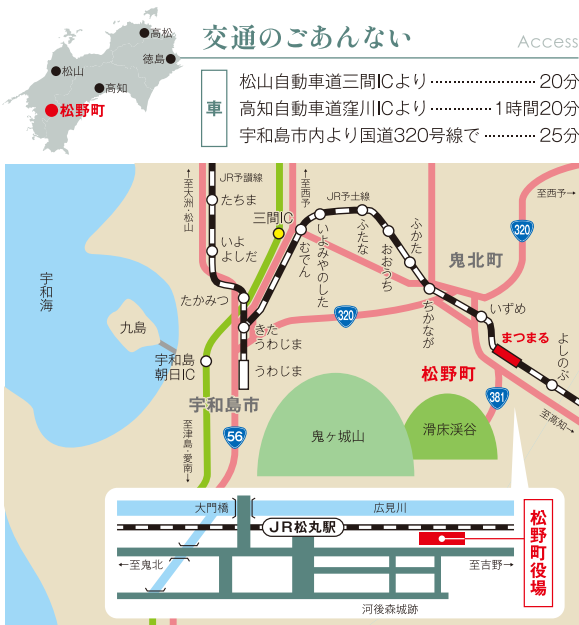 交通のごあんない
Access
高松
徳島
松山
高知
松野町
車
松山自動車道三間ICより…………… 20分
高知自動車道窪川ICより……… 1時間20分
宇和島市内より国道320号線で…… 25分
←至大洲・松山
JR予讃線
←至西予
JR予土線
至西予→
たちま
三間IC
いよ
よしだ
むでん
いよみやのした
ふたな
おおうち
ふかた
320
鬼北町
宇和海
たかみつ
ちかなが
いずめ
九島
きた
うわじま
320
まつまる
よしのぶ
宇和島
朝日IC
うわじま
松野町
宇和島市
381
至高知→
56
鬼ヶ城山
滑床渓谷
至津島・愛南→
大門橋
広見川
JR松丸駅
松野町役場
←至鬼北
至吉野→
河後森城跡